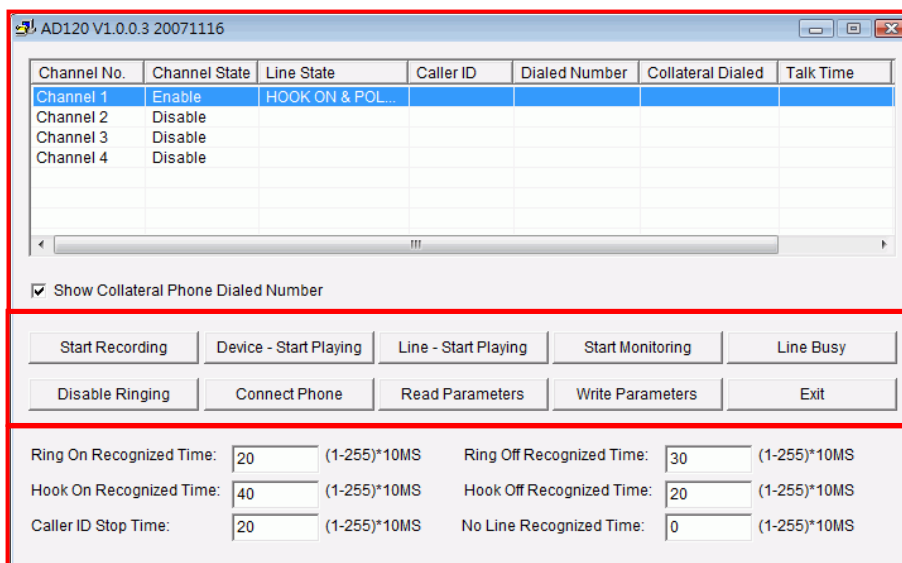 AD120 V1.0.0.3 20071116
Channel No. Channel State Line State Caller ID Dialed Number Collateral Dialed Talk Time
Channel 1 Enable HOOK ON & POL...
Channel 2 Disable
Channel 3 Disable
Channel 4 Disable
Show Collateral Phone Dialed Number
Start Recording Device - Start Playing Line - Start Playing Start Monitoring Line Busy
Disable Ringing Connect Phone Read Parameters Write Parameters Exit
Ring On Recognized Time: 20 (1-255)*10MS Ring Off Recognized Time: 30 (1-255)*10MS
Hook On Recognized Time: 40 (1-255)*10MS Hook Off Recognized Time: 20 (1-255)*10MS
Caller ID Stop Time: 20 (1-255)*10MS No Line Recognized Time: 0 (1-255)*10MS